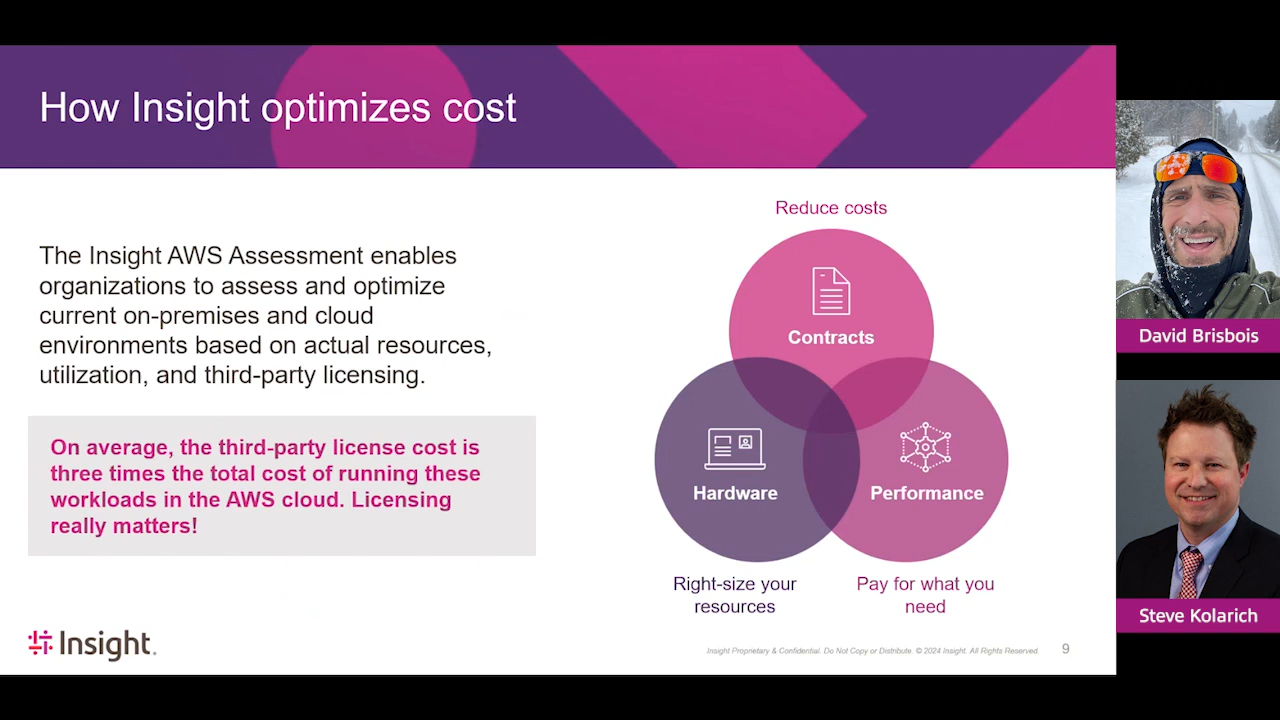 How Insight optimizes cost
The Insight AWS Assessment enables
organizations to assess and optimize
current on-premises and cloud
environments based on actual resources,
utilization, and third-party licensing.
On average, the third-party license cost is
three times the total cost of running these
workloads in the AWS cloud. Licensing
really matters!
Reduce costs
Contracts
Hardware
Performance
Right-size your
resources
Pay for what you
need
Insight.
Insight Proprietary & Confidential. Do Not Copy or Distribute. © 2024 Insight. All Rights Reserved.
9
David Brisbois
Steve Kolarich